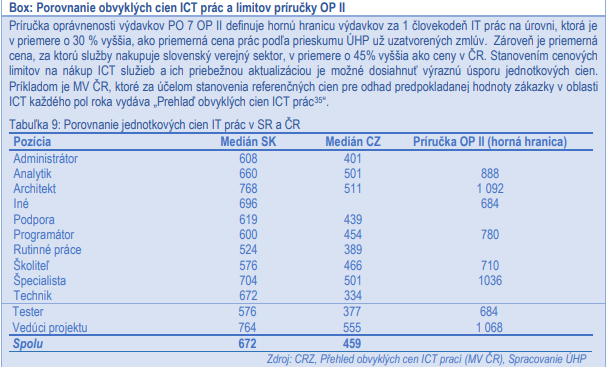 Box: Porovnanie obvyklých cien ICT prác a limitov príručky OP II
Príručka oprávnenosti výdavkov PO 7 OP II definuje hornú hranicu výdavkov za 1 človekodeň IT prác na úrovni, ktorá je
v priemere o 30 % vyššia, ako priemerná cena prác podľa prieskumu ÚHP už uzatvorených zmlúv. Zároveň je priemerná
cena, za ktorú služby nakupuje slovenský verejný sektor, v priemere o 45% vyššia ako ceny v ČR. Stanovením cenových
limitov na nákup ICT služieb a ich priebežnou aktualizáciou je možné dosiahnuť výraznú úsporu jednotkových cien.
Príkladom je MV ČR, ktoré za účelom stanovenia referenčných cien pre odhad predpokladanej hodnoty zákazky v oblasti
ICT každého pol roka vydáva „Prehlaď obvyklých cien ICT prác35“.
Tabuľka 9: Porovnanie jednotkových cien IT prác v SR a ČR
Pozícia Medián SK Medián CZ Príručka OP II (horná hranica)
Administrátor 608 401
Analytik 660 501 888
Architekt 768 511 1 092
Iné 696 684
Podpora 619 439
Programátor 600 454 780
Rutinné práce 524 389
Školiteľ 576 466 710
Špecialista 704 501 1036
Technik 672 334
Tester 576 377 684
Vedúci projektu 764 555 1 068
Spolu 672 459
Zdroj: CRZ, Přehled obvyklých cen ICT prací (MV ČR), Spracovanie ÚHP